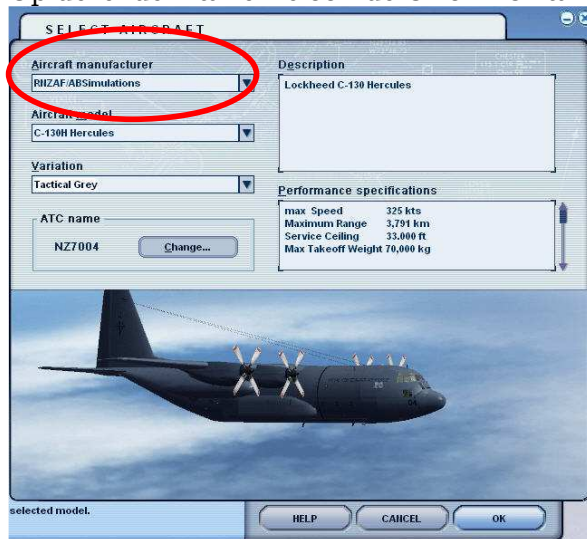 SELECT AIRCRAFT
Aircraft manufacturer
RNZAF/ABSimulations
Aircraft model
C-130H Hercules
Variation
Tactical Grey
ATC name
NZ7004
Change...
Description
Lockheed C-130 Hercules
Performance specifications
max Speed 325 kts
Maximum Range 3,791 km
Service Ceiling 33,000 ft
Max Takeoff Weight 70,000 kg
04
selected model.
HELP
CANCEL
OK